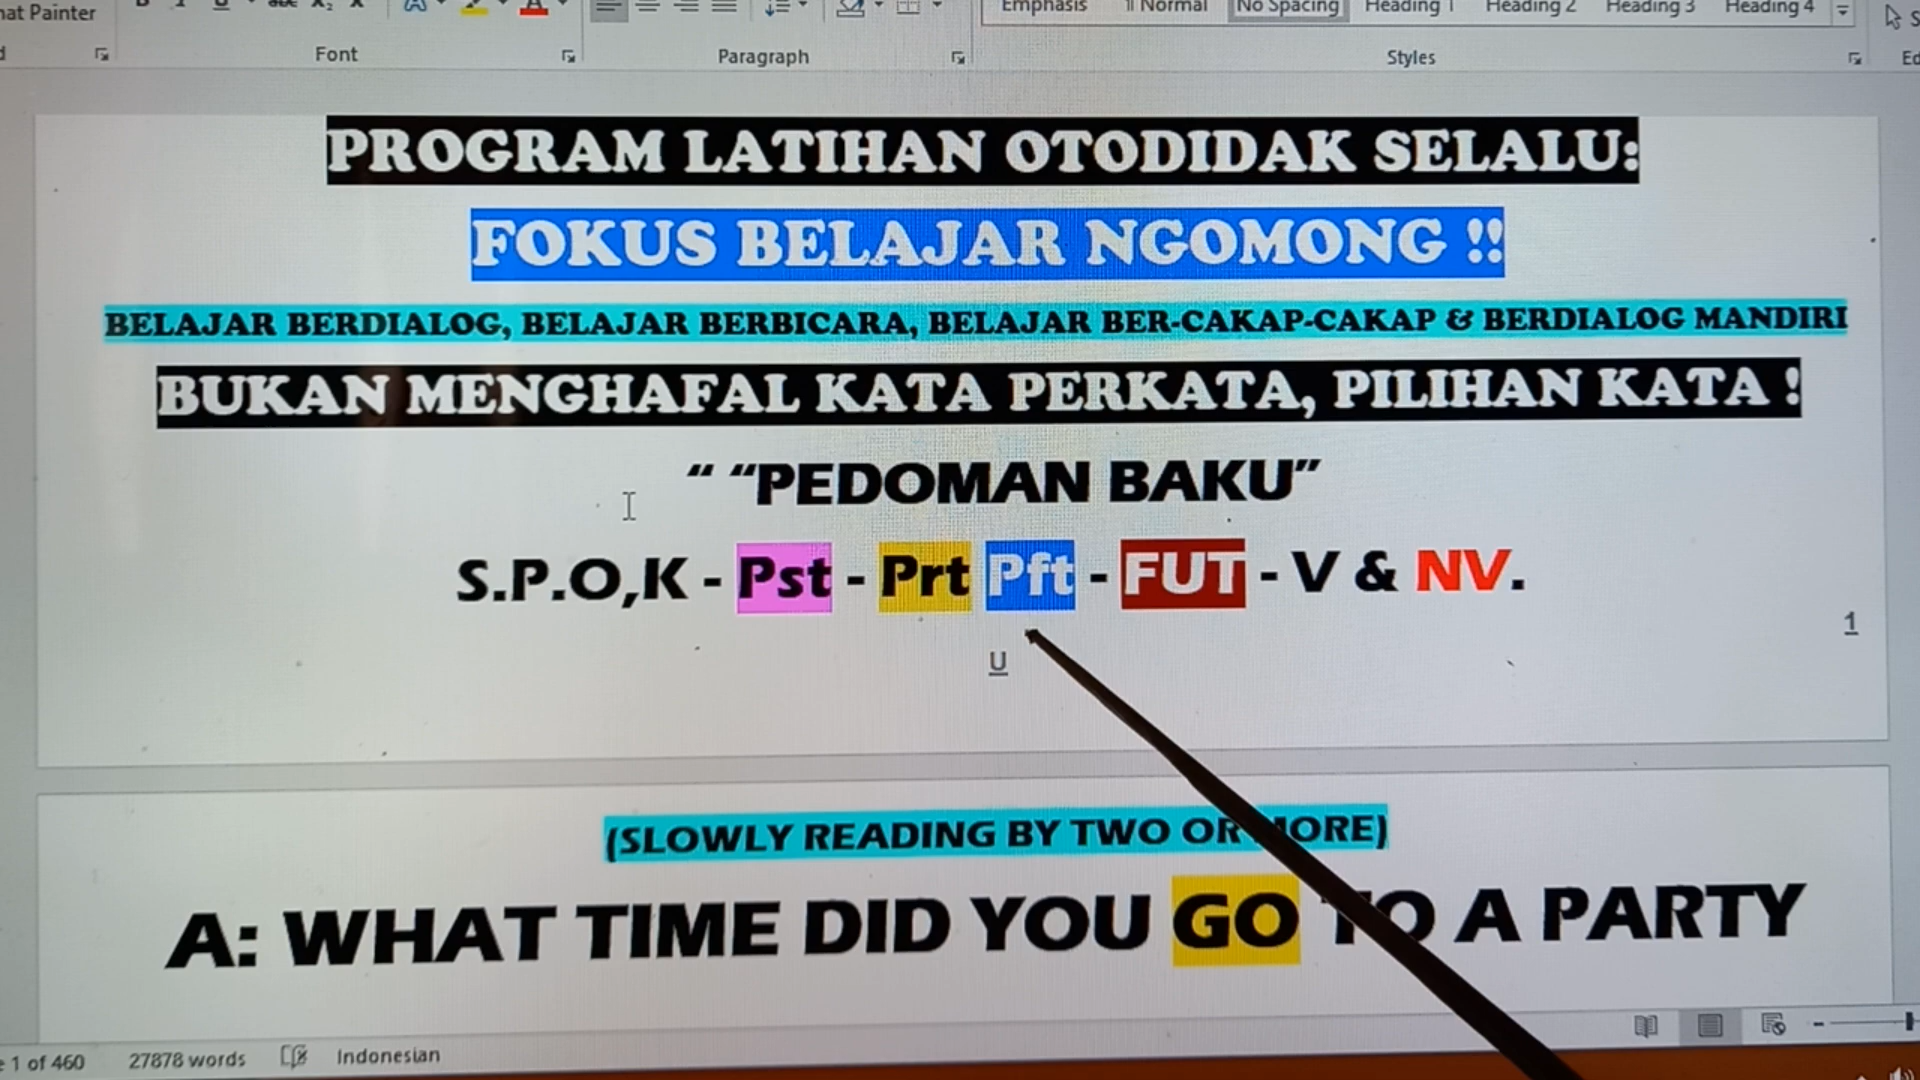 at Painter
Emphasis
¶ Normal
No Spacing
Heading 1
Heading 2
Heading 3
Heading 4
Font
Paragraph
Styles
PROGRAM LATIHAN OTODIDAK SELALU:
FOKUS BELAJAR NGOMONG !!
BELAJAR BERDIALOG, BELAJAR BERBICARA, BELAJAR BER-CAKAP-CAKAP & BERDIALOG MANDIRI
BUKAN MENGHAFAL KATA PERKATA, PILIHAN KATA !
“ “PEDOMAN BAKU”
S.P.O,K - Pst - Prt Pft - FUT - V & NV.
1
U
(SLOWLY READING BY TWO OR MORE)
A: WHAT TIME DID YOU GO TO A PARTY
1 of 460
27878 words
Indonesian